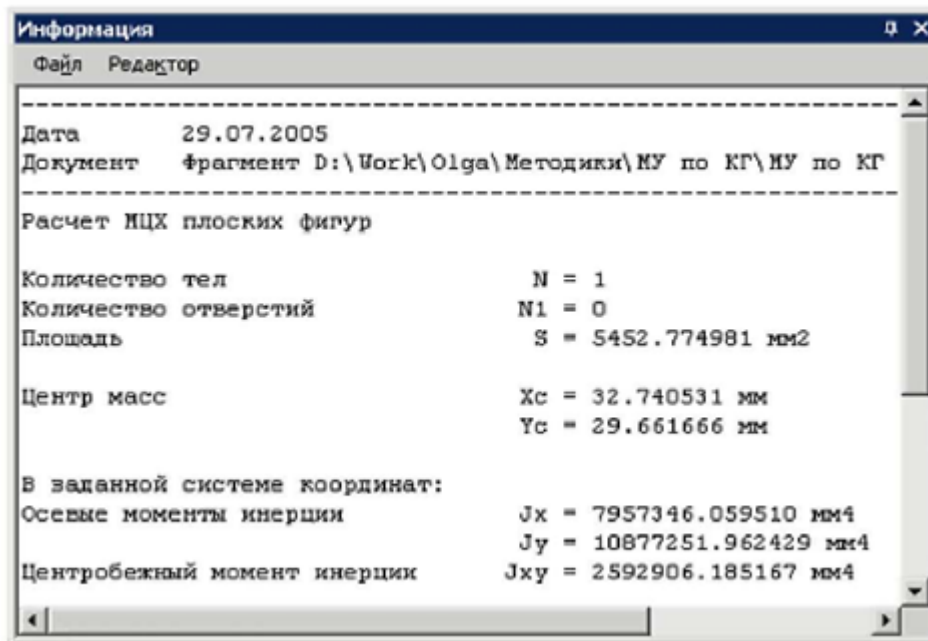 Информация
Файл Редактор
Дата 29.07.2005
Документ Фрагмент D:\Work\Olga\Методики\МУ по КГ\МУ по КГ
Расчет МЦХ плоских фигур
Количество тел N = 1
Количество отверстий N1 = 0
Площадь S = 5452.774981 мм2
Центр масс Xc = 32.740531 мм
Yc = 29.661666 мм
В заданной системе координат:
Осевые моменты инерции Jx = 7957346.059510 мм4
Jy = 10877251.962429 мм4
Центробежный момент инерции Jxy = 2592906.185167 мм4